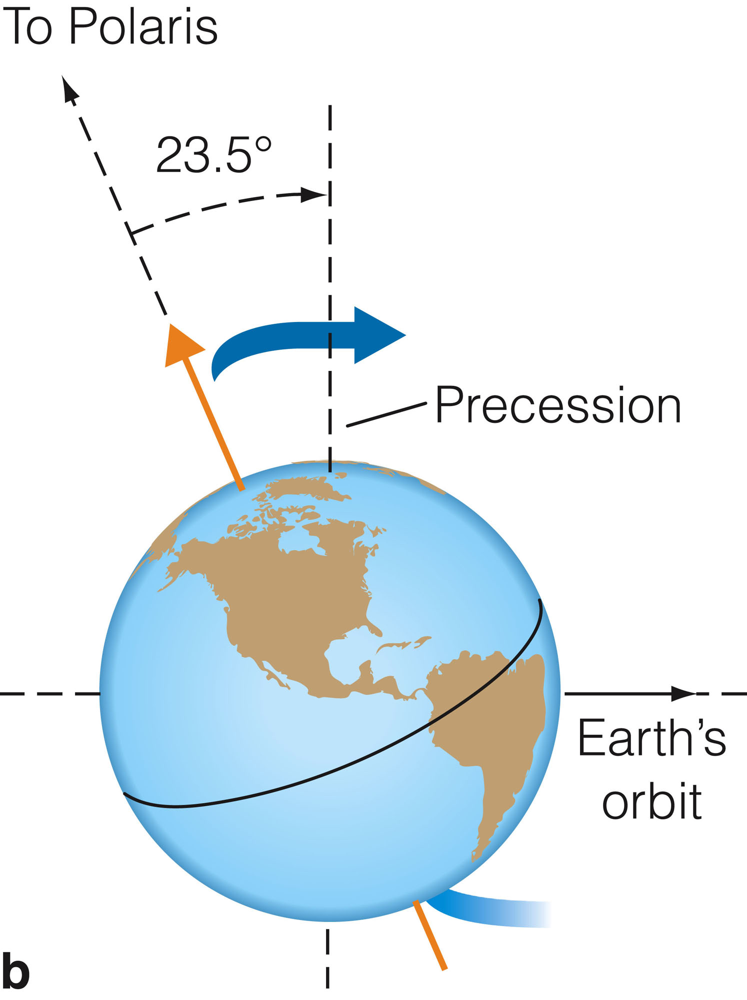 To Polaris
23.5°
Precession
Earth’s
orbit
b